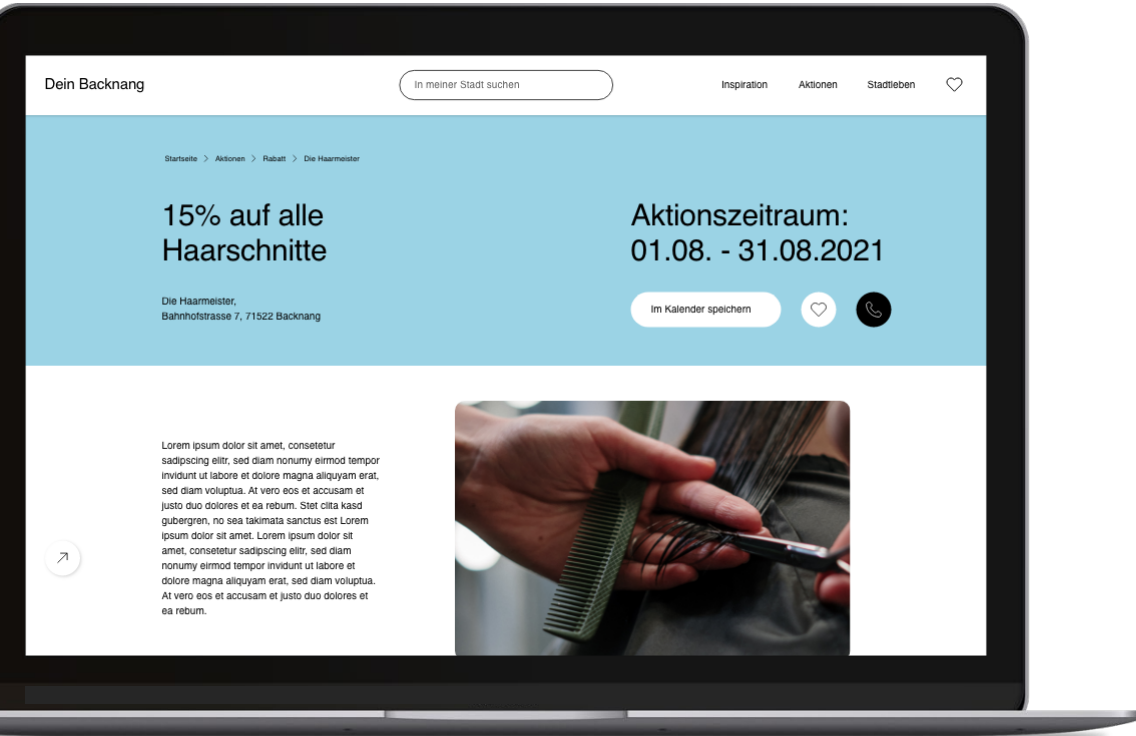 Dein Backnang
In meiner Stadt suchen
Inspiration
Aktionen
Stadtleben
Startseite > Aktionen > Rabatt > Die Haarmeister
15% auf alle
Haarschnitte
Die Haarmeister,
Bahnhofstrasse 7, 71522 Backnang
Aktionszeitraum:
01.08. - 31.08.2021
Im Kalender speichern
Lorem ipsum dolor sit amet, consetetur
sadipscing elitr, sed diam nonumy eirmod tempor
invidunt ut labore et dolore magna aliquyam erat,
sed diam voluptua. At vero eos et accusam et
justo duo dolores et ea rebum. Stet clita kasd
gubergren, no sea takimata sanctus est Lorem
ipsum dolor sit amet. Lorem ipsum dolor sit
amet, consetetur sadipscing elitr, sed diam
nonumy eirmod tempor invidunt ut labore et
dolore magna aliquyam erat, sed diam voluptua.
At vero eos et accusam et justo duo dolores et
ea rebum.